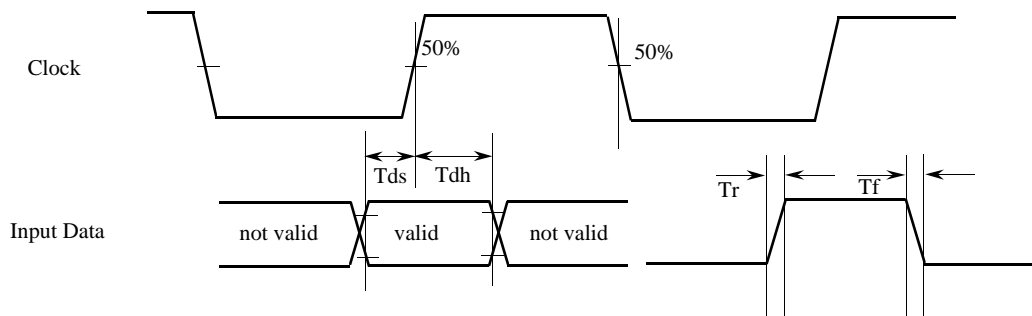 50%
50%
Clock
Tds
Tdh
Tr
Tf
Input Data
not valid
valid
not valid